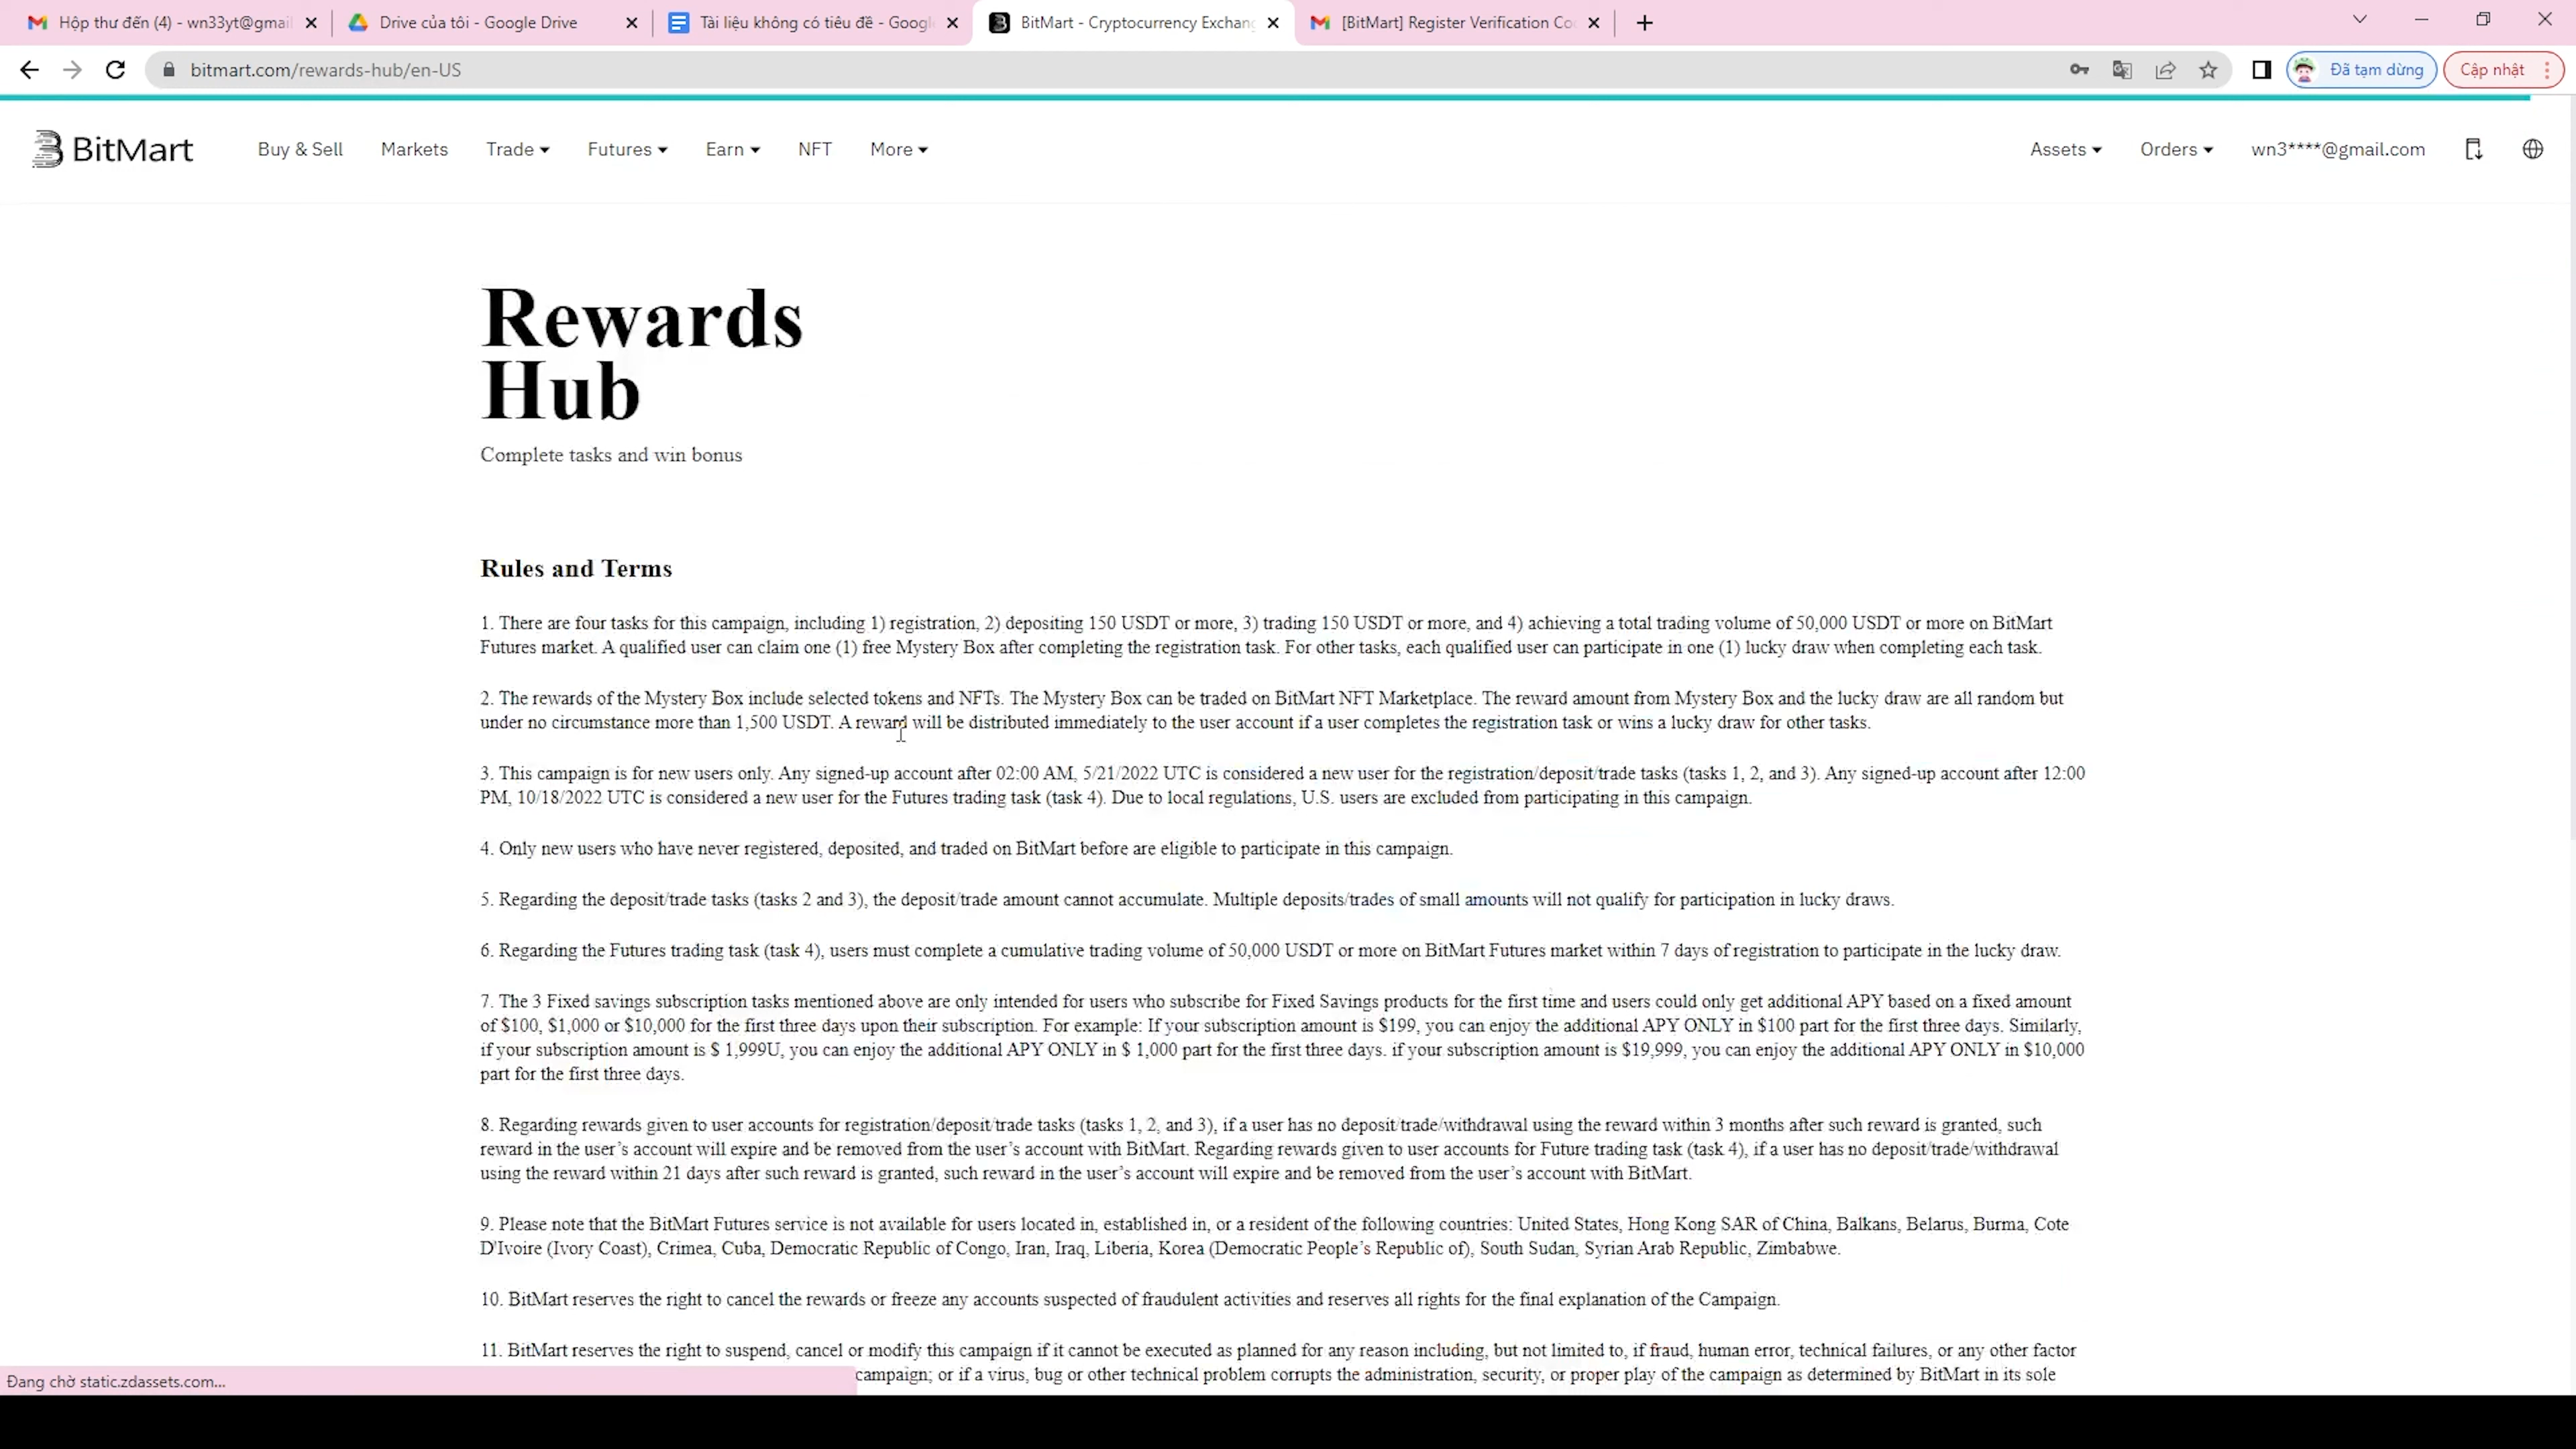 Hộp thư đến (4) - wn33yt@gmai
Drive của tôi - Google Drive
Tài liệu không có tiêu đề - Google
BitMart - Cryptocurrency Exchang
[BitMart] Register Verification Co
bitmart.com/rewards-hub/en-US
Đã tạm dừng
Cập nhật
BitMart
Buy & Sell
Markets
Trade
Futures
Earn
NFT
More
Assets
Orders
wn3****@gmail.com
Rewards
Hub
Complete tasks and win bonus
Rules and Terms
1. There are four tasks for this campaign, including 1) registration, 2) depositing 150 USDT or more, 3) trading 150 USDT or more, and 4) achieving a total trading volume of 50,000 USDT or more on BitMart
Futures market. A qualified user can claim one (1) free Mystery Box after completing the registration task. For other tasks, each qualified user can participate in one (1) lucky draw when completing each task.
2. The rewards of the Mystery Box include selected tokens and NFTs. The Mystery Box can be traded on BitMart NFT Marketplace. The reward amount from Mystery Box and the lucky draw are all random but
under no circumstance more than 1,500 USDT. A reward will be distributed immediately to the user account if a user completes the registration task or wins a lucky draw for other tasks.
3. This campaign is for new users only. Any signed-up account after 02:00 AM, 5/21/2022 UTC is considered a new user for the registration/deposit/trade tasks (tasks 1, 2, and 3). Any signed-up account after 12:00
PM, 10/18/2022 UTC is considered a new user for the Futures trading task (task 4). Due to local regulations, U.S. users are excluded from participating in this campaign.
4. Only new users who have never registered, deposited, and traded on BitMart before are eligible to participate in this campaign.
5. Regarding the deposit/trade tasks (tasks 2 and 3), the deposit/trade amount cannot accumulate. Multiple deposits/trades of small amounts will not qualify for participation in lucky draws.
6. Regarding the Futures trading task (task 4), users must complete a cumulative trading volume of 50,000 USDT or more on BitMart Futures market within 7 days of registration to participate in the lucky draw.
7. The 3 Fixed savings subscription tasks mentioned above are only intended for users who subscribe for Fixed Savings products for the first time and users could only get additional APY based on a fixed amount
of $100, $1,000 or $10,000 for the first three days upon their subscription. For example: If your subscription amount is $199, you can enjoy the additional APY ONLY in $100 part for the first three days. Similarly,
if your subscription amount is $ 1,999U, you can enjoy the additional APY ONLY in $ 1,000 part for the first three days. if your subscription amount is $19,999, you can enjoy the additional APY ONLY in $10,000
part for the first three days.
8. Regarding rewards given to user accounts for registration/deposit/trade tasks (tasks 1, 2, and 3), if a user has no deposit/trade/withdrawal using the reward within 3 months after such reward is granted, such
reward in the user’s account will expire and be removed from the user’s account with BitMart. Regarding rewards given to user accounts for Future trading task (task 4), if a user has no deposit/trade/withdrawal
using the reward within 21 days after such reward is granted, such reward in the user’s account will expire and be removed from the user’s account with BitMart.
9. Please note that the BitMart Futures service is not available for users located in, established in, or a resident of the following countries: United States, Hong Kong SAR of China, Balkans, Belarus, Burma, Cote
D'Ivoire (Ivory Coast), Crimea, Cuba, Democratic Republic of Congo, Iran, Iraq, Liberia, Korea (Democratic People’s Republic of), South Sudan, Syrian Arab Republic, Zimbabwe.
10. BitMart reserves the right to cancel the rewards or freeze any accounts suspected of fraudulent activities and reserves all rights for the final explanation of the Campaign.
11. BitMart reserves the right to suspend, cancel or modify this campaign if it cannot be executed as planned for any reason including, but not limited to, if fraud, human error, technical failures, or any other factor
campaign; or if a virus, bug or other technical problem corrupts the administration, security, or proper play of the campaign as determined by BitMart in its sole
Đang chờ static.zdassets.com...